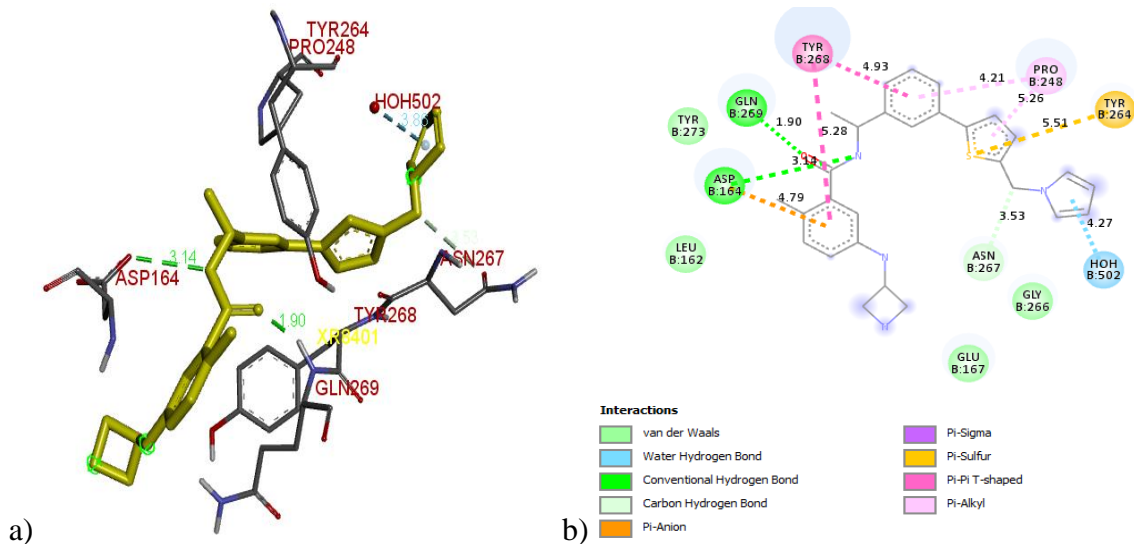 TYR264
PRO248
HOH502
3.85
3.53
ASN267
3.14
ASP164
TYR268
1.90
XR8401
GLN269
a)
TYR
B:268
4.93
4.21
PRO
B:248
GLN
B:269
5.26
TYR
B:264
TYR
B:273
1.90
5.28
5.51
O
N
S
3.14
ASP
B:164
4.79
N
3.53
4.27
LEU
B:162
ASN
B:267
HOH
B:502
N
GLY
B:266
N
GLU
B:167
b)
Interactions
van der Waals
Water Hydrogen Bond
Conventional Hydrogen Bond
Carbon Hydrogen Bond
Pi-Anion
Pi-Sigma
Pi-Sulfur
Pi-Pi T-shaped
Pi-Alkyl